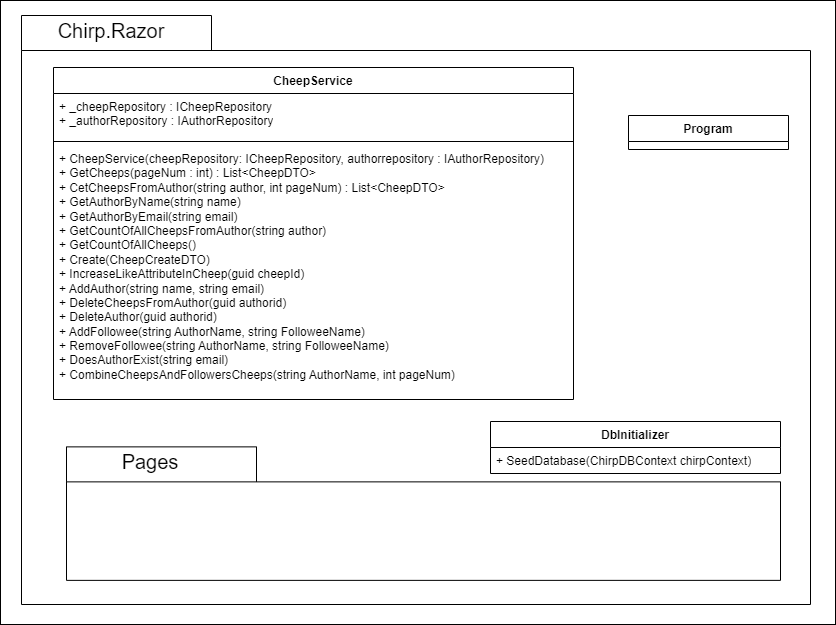 Chirp.Razor
CheepService
+ _cheepRepository : ICheepRepository
+ _authorRepository : IAuthorRepository
Program
+ CheepService(cheepRepository: ICheepRepository, authorrepository : IAuthorRepository)
+ GetCheeps(pageNum : int) : List<CheepDTO>
+ CetCheepsFromAuthor(string author, int pageNum) : List<CheepDTO>
+ GetAuthorByName(string name)
+ GetAuthorByEmail(string email)
+ GetCountOfAllCheepsFromAuthor(string author)
+ GetCountOfAllCheeps()
+ Create(CheepCreateDTO)
+ IncreaseLikeAttributeInCheep(guid cheepId)
+ AddAuthor(string name, string email)
+ DeleteCheepsFromAuthor(guid authorid)
+ DeleteAuthor(guid authorid)
+ AddFollowee(string AuthorName, string FolloweeName)
+ RemoveFollowee(string AuthorName, string FolloweeName)
+ DoesAuthorExist(string email)
+ CombineCheepsAndFollowersCheeps(string AuthorName, int pageNum)
DbInitializer
+ SeedDatabase(ChirpDBContext chirpContext)
Pages